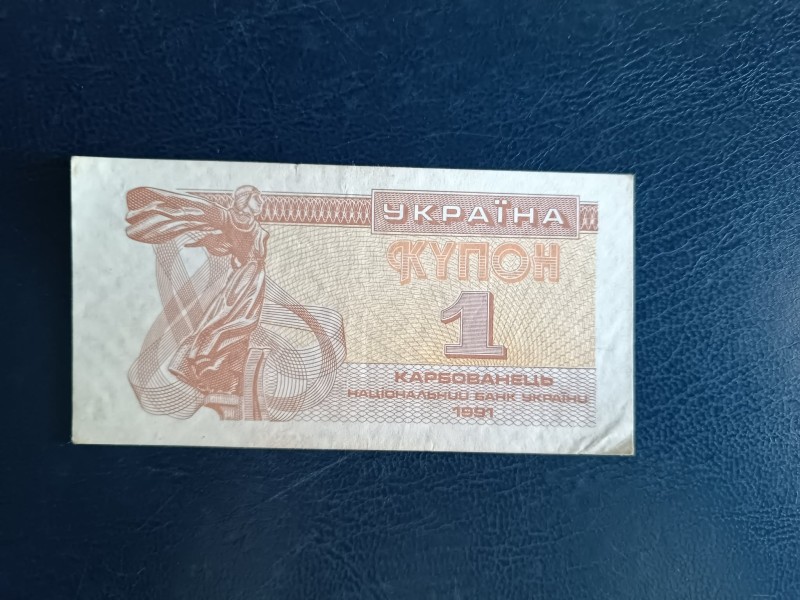 УКРАЇНА
КУПОН
1
КАРБОВАНЕЦЬ
НАЦІОНАЛЬНИЙ БАНК УКРАЇНИ
1991